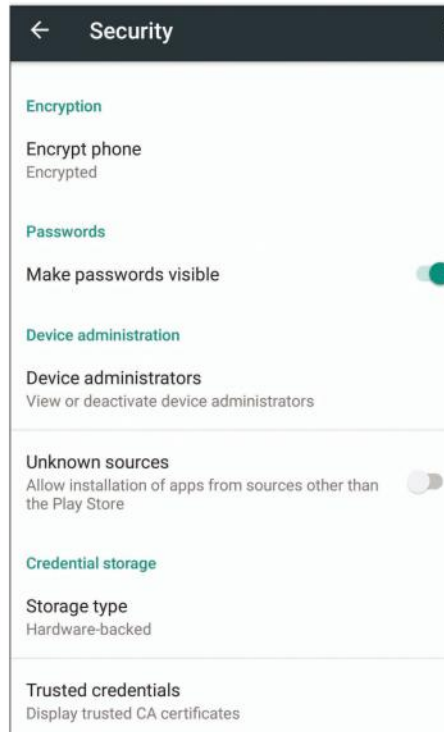 Security
Encryption
Encrypt phone
Encrypted
Passwords
Make passwords visible
Device administration
Device administrators
View or deactivate device administrators
Unknown sources
Allow installation of apps from sources other than
the Play Store
Credential storage
Storage type
Hardware-backed
Trusted credentials
Display trusted CA certificates